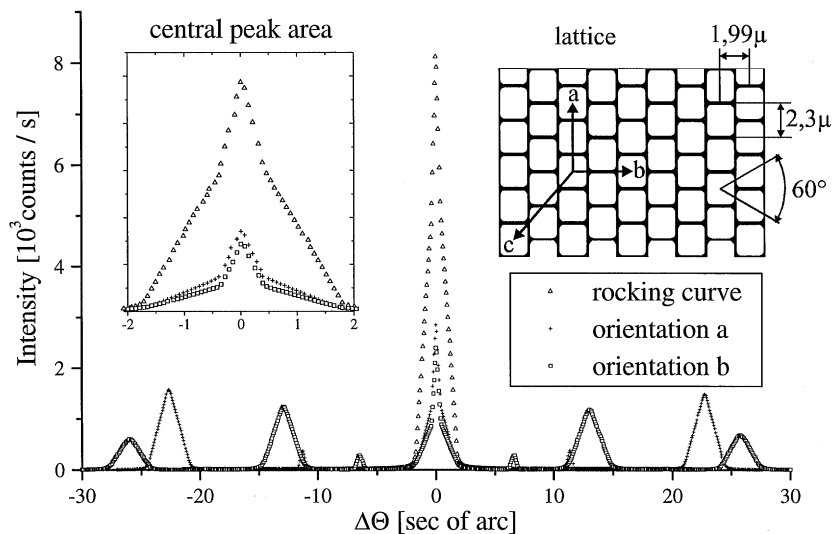 central peak area
-2 -1 0 1 2
lattice
1,99µ
2,3µ
60°
a
b
c
rocking curve
orientation a
orientation b
Intensity [10³counts / s]
8
6
4
2
0
-30 -20 -10 0 10 20 30
ΔΘ [sec of arc]